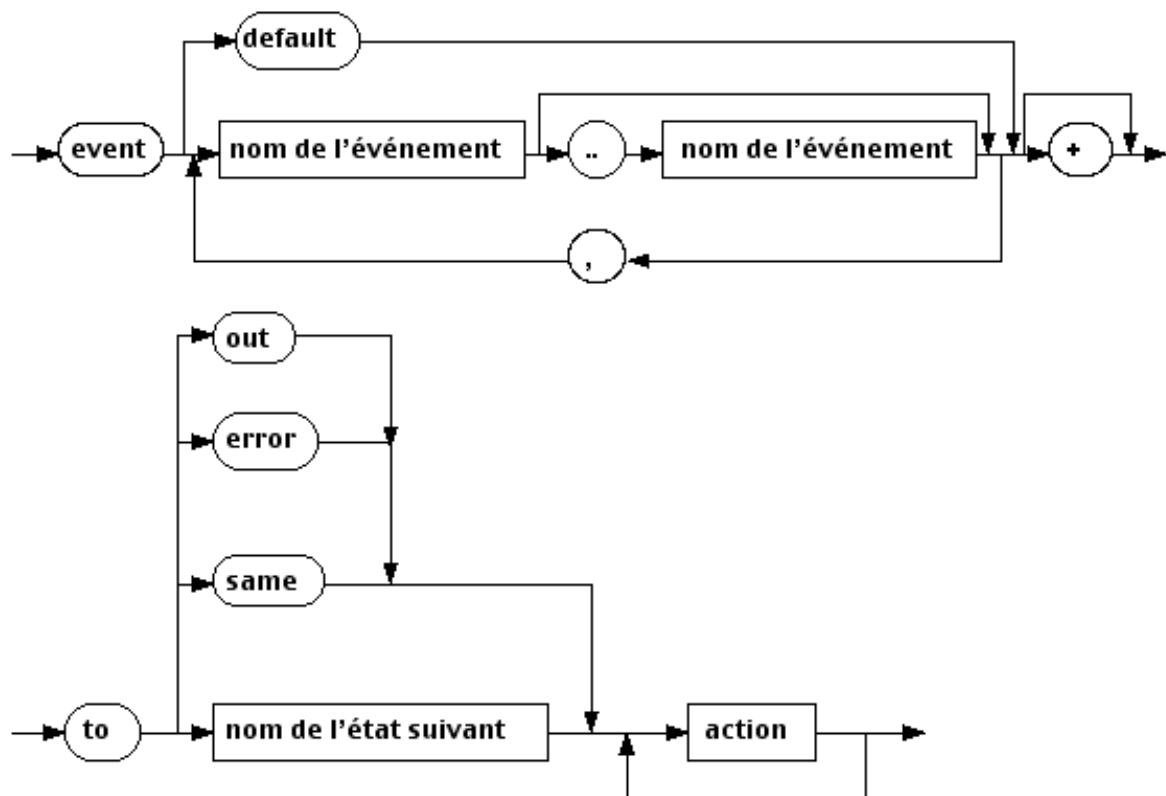 default
event nom de l'événement .. nom de l'événement +
,
out
error
same
to nom de l'état suivant action